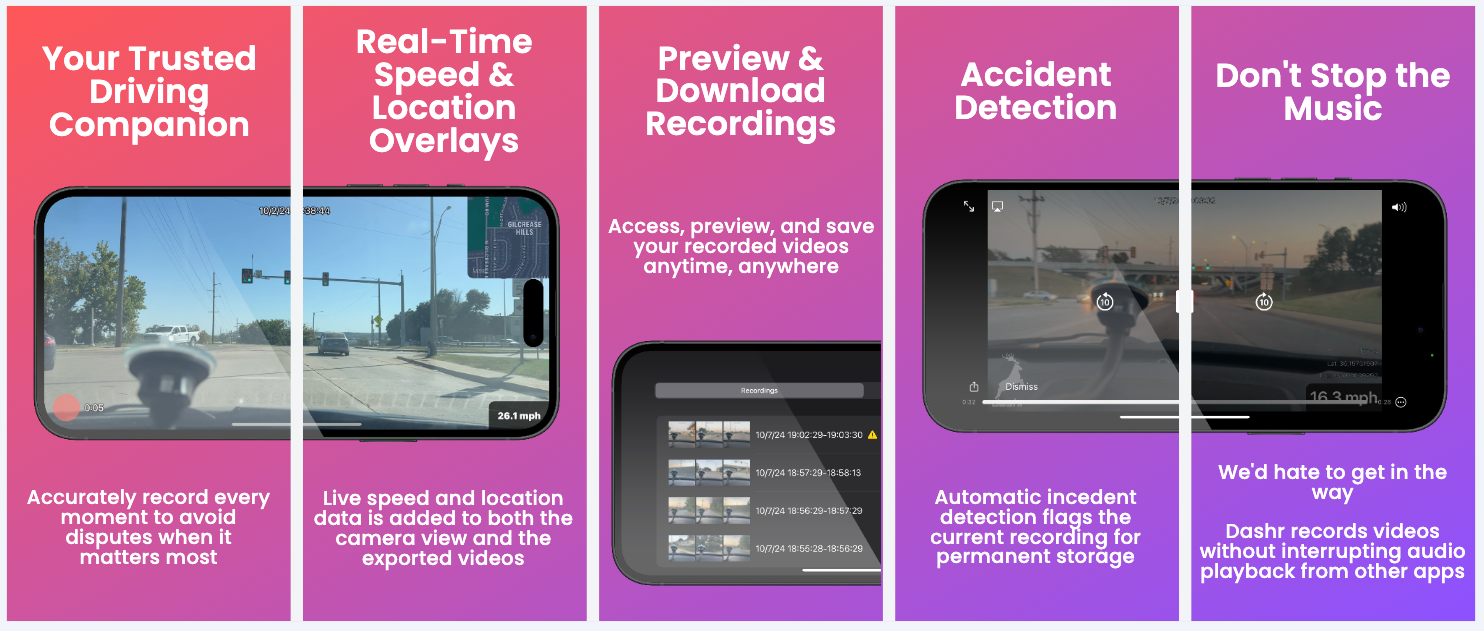 Your Trusted
Driving
Companion
10/2/24
0:05
Accurately record every
moment to avoid
disputes when it
matters most
Real-Time
Speed &
Location
Overlays
38:44
GILCREASE
HILLS
26.1 mph
Live speed and location
data is added to both the
camera view and the
exported videos
Preview &
Download
Recordings
Access, preview, and save
your recorded videos
anytime, anywhere
Recordings
10/7/24 19:02:29-19:03:30
10/7/24 18:57:29-18:58:13
10/7/24 18:56:29-18:57:29
10/7/24 18:55:28-18:56:29
Accident
Detection
10
Dismiss
0:32
Automatic incedent
detection flags the
current recording for
permanent storage
Don't Stop the
Music
10
16.3 mph
0:28
We'd hate to get in the
way
Dashr records videos
without interrupting audio
playback from other apps